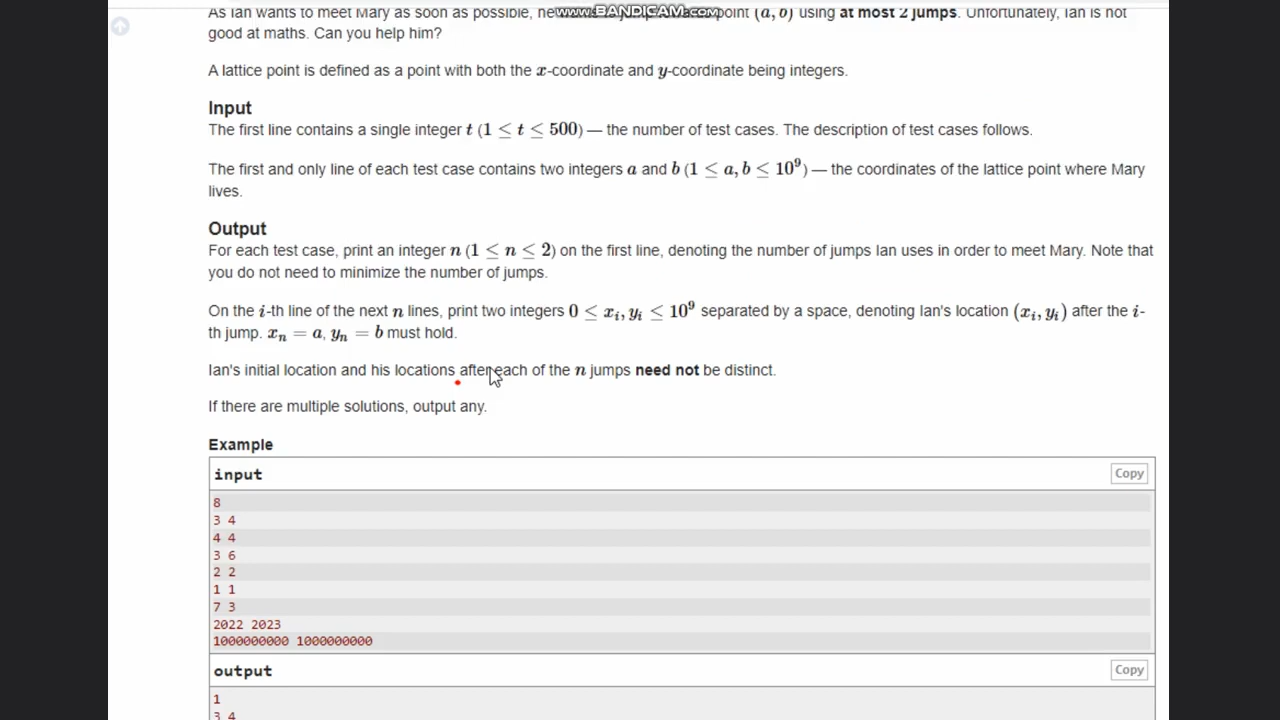 As Ian wants to meet Mary as soon as possible, he point (a, b) using at most 2 jumps. Unfortunately, Ian is not
www.BANDICAM.com
good at maths. Can you help him?
A lattice point is defined as a point with both the x-coordinate and y-coordinate being integers.
Input
The first line contains a single integer t (1 ≤ t ≤ 500) — the number of test cases. The description of test cases follows.
The first and only line of each test case contains two integers a and b (1 ≤ a, b ≤ 10⁹) — the coordinates of the lattice point where Mary
lives.
Output
For each test case, print an integer n (1 ≤ n ≤ 2) on the first line, denoting the number of jumps Ian uses in order to meet Mary. Note that
you do not need to minimize the number of jumps.
On the i-th line of the next n lines, print two integers 0 ≤ xᵢ, yᵢ ≤ 10⁹ separated by a space, denoting Ian's location (xᵢ, yᵢ) after the i-
th jump. xₙ = a, yₙ = b must hold.
Ian's initial location and his locations after each of the n jumps need not be distinct.
If there are multiple solutions, output any.
Example
input
Copy
8
3 4
4 4
3 6
2 2
1 1
7 3
2022 2023
1000000000 1000000000
output
Copy
1
3 4